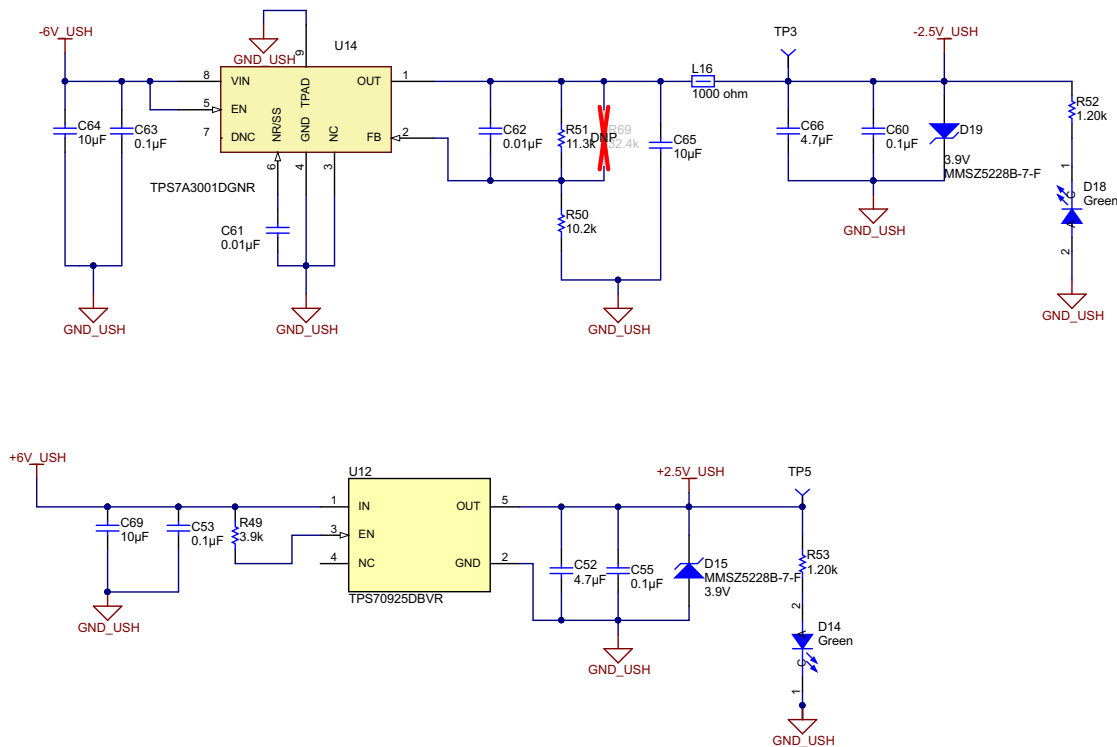 -6V_USH
GND_USH
9
U14
TP3
-2.5V_USH
8
VIN
TPAD
OUT
1
L16
1000 ohm
5
EN
7
DNC
NR/SS
GND
NC
FB
2
6
4
3
TPS7A3001DGNR
C64
10µF
C63
0.1µF
C61
0.01µF
C62
0.01µF
R51
11.3k
DNP
R69
32.4k
C65
10µF
R50
10.2k
C66
4.7µF
C60
0.1µF
D19
3.9V
MMSZ5228B-7-F
R52
1.20k
1
C
D18
Green
A
2
GND_USH
GND_USH
GND_USH
GND_USH
GND_USH
+6V_USH
U12
+2.5V_USH
TP5
1
IN
OUT
5
3
EN
4
NC
GND
2
TPS70925DBVR
C69
10µF
C53
0.1µF
R49
3.9k
C52
4.7µF
C55
0.1µF
D15
MMSZ5228B-7-F
3.9V
R53
1.20k
2
A
D14
Green
C
1
GND_USH
GND_USH
GND_USH